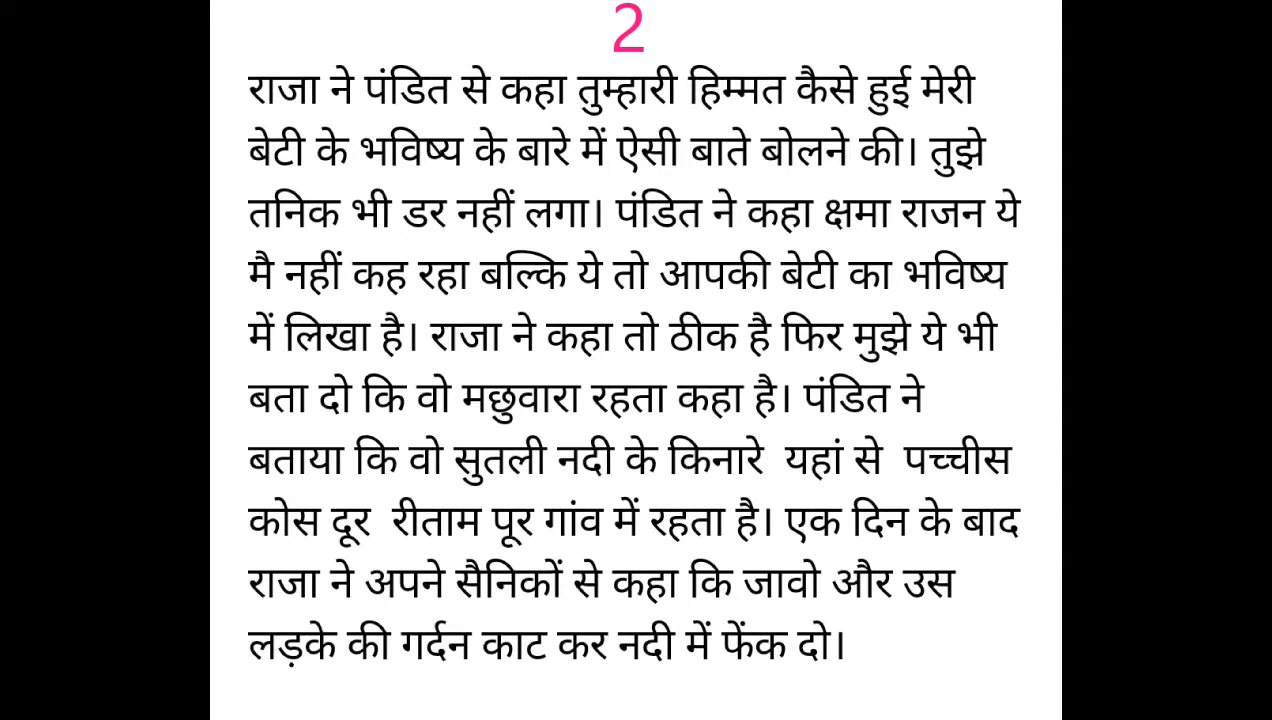 2
राजा ने पंडित से कहा तुम्हारी हिम्मत कैसे हुई मेरी
बेटी के भविष्य के बारे में ऐसी बाते बोलने की। तुझे
तनिक भी डर नहीं लगा। पंडित ने कहा क्षमा राजन ये
मै नहीं कह रहा बल्कि ये तो आपकी बेटी का भविष्य
में लिखा है। राजा ने कहा तो ठीक है फिर मुझे ये भी
बता दो कि वो मछुवारा रहता कहा है। पंडित ने
बताया कि वो सुतली नदी के किनारे यहां से पच्चीस
कोस दूर रीताम पूर गांव में रहता है। एक दिन के बाद
राजा ने अपने सैनिकों से कहा कि जावो और उस
लड़के की गर्दन काट कर नदी में फेंक दो।